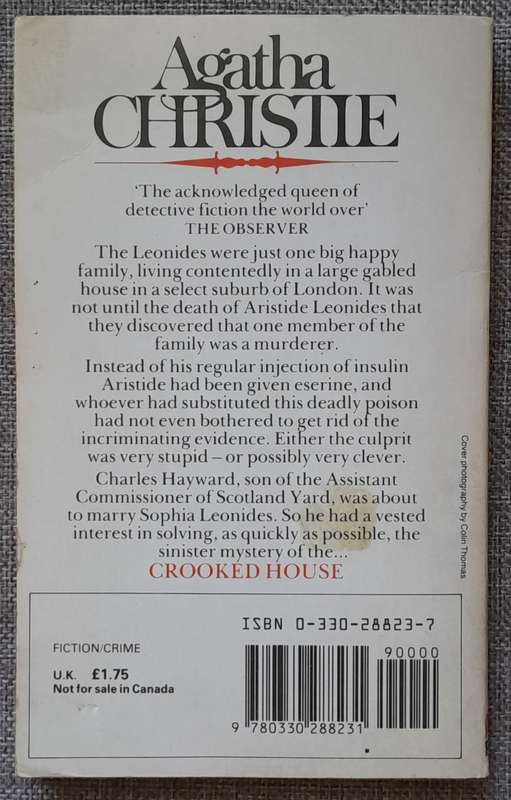 Agatha
CHRISTIE
'The acknowledged queen of
detective fiction the world over'
THE OBSERVER
The Leonides were just one big happy
family, living contentedly in a large gabled
house in a select suburb of London. It was
not until the death of Aristide Leonides that
they discovered that one member of the
family was a murderer.
Instead of his regular injection of insulin
Aristide had been given eserine, and
whoever had substituted this deadly poison
had not even bothered to get rid of the
incriminating evidence. Either the culprit
was very stupid – or possibly very clever.
Charles Hayward, son of the Assistant
Commissioner of Scotland Yard, was about
to marry Sophia Leonides. So he had a vested
interest in solving, as quickly as possible, the
sinister mystery of the...
CROOKED HOUSE
Cover photography by Colin Thomas
ISBN 0-330-28823-7
FICTION/CRIME
U.K. £1.75
Not for sale in Canada
90000
9 780330 288231